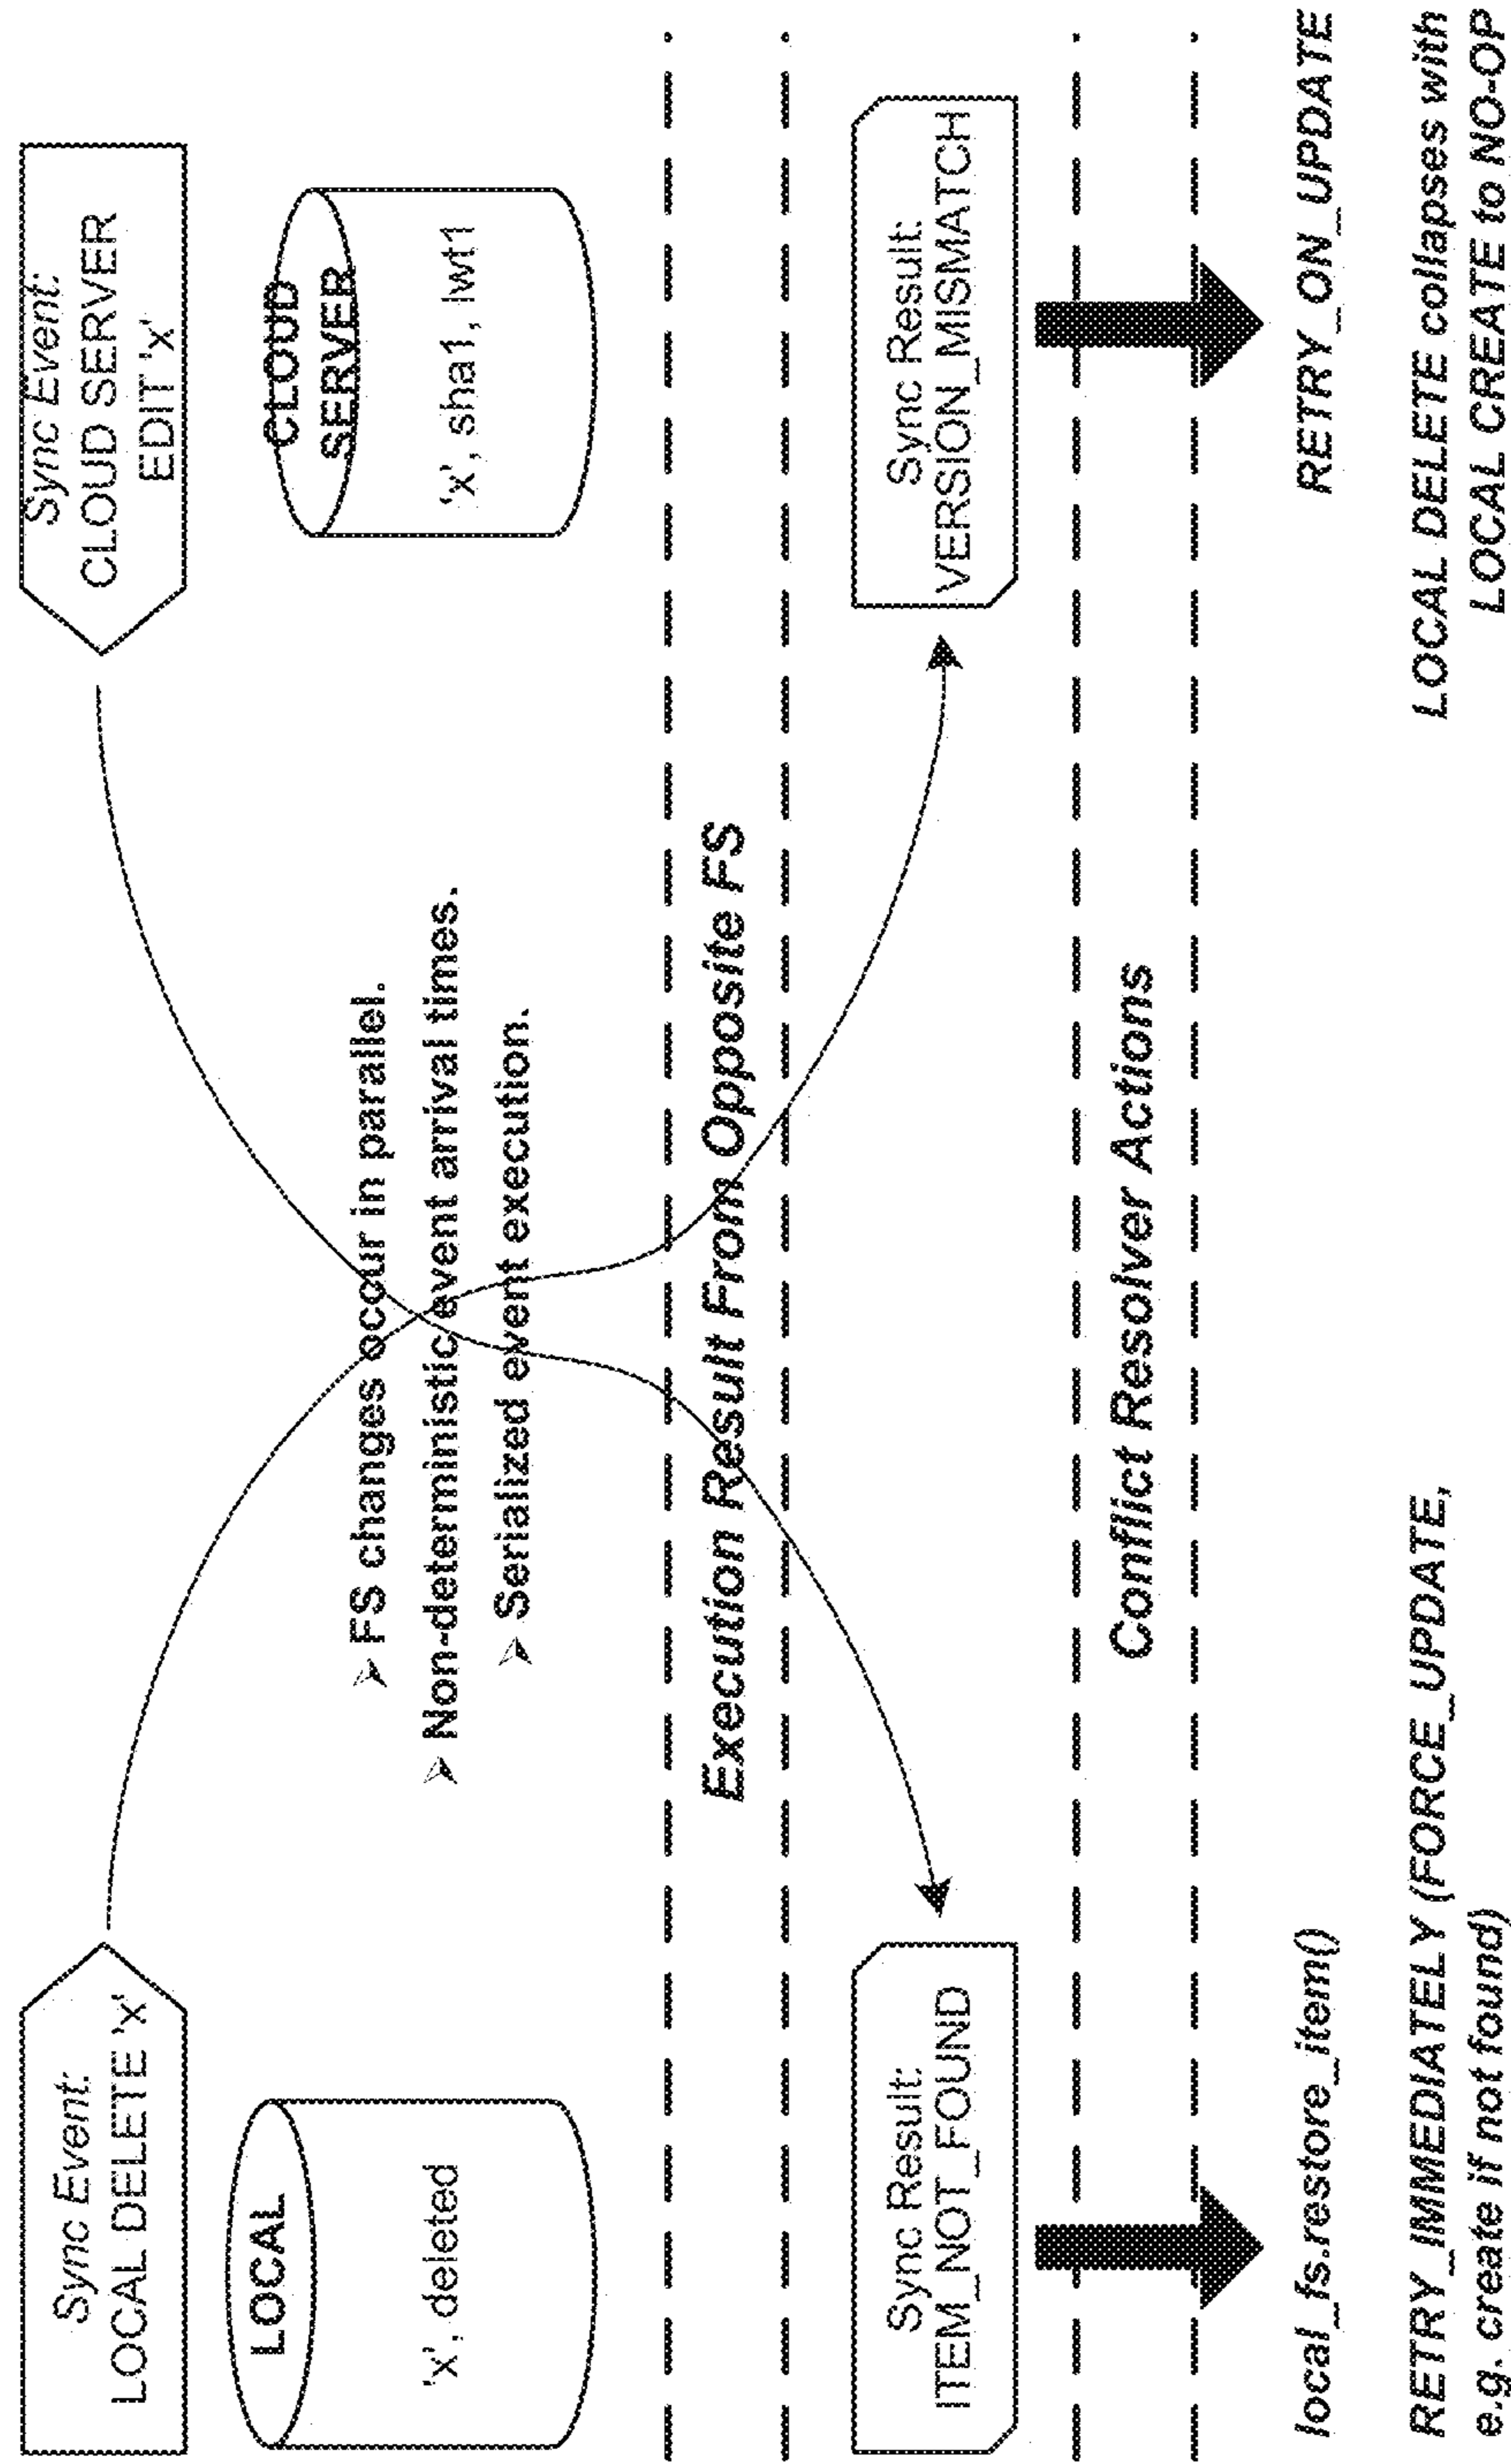 Sync Event:
LOCAL DELETE 'x'
Sync Event:
CLOUD SERVER
EDIT 'x'
LOCAL
'x', deleted
CLOUD
SERVER
'x', sha1, lwt1
➢ FS changes occur in parallel.
➢ Non-deterministic event arrival times.
➢ Serialized event execution.
Execution Result From Opposite FS
Sync Result:
ITEM_NOT_FOUND
Sync Result:
VERSION_MISMATCH
Conflict Resolver Actions
local_fs.restore_item()
RETRY_IMMEDIATELY (FORCE_UPDATE,
e.g. create if not found)
RETRY_ON_UPDATE
LOCAL DELETE collapses with
LOCAL CREATE to NO-OP